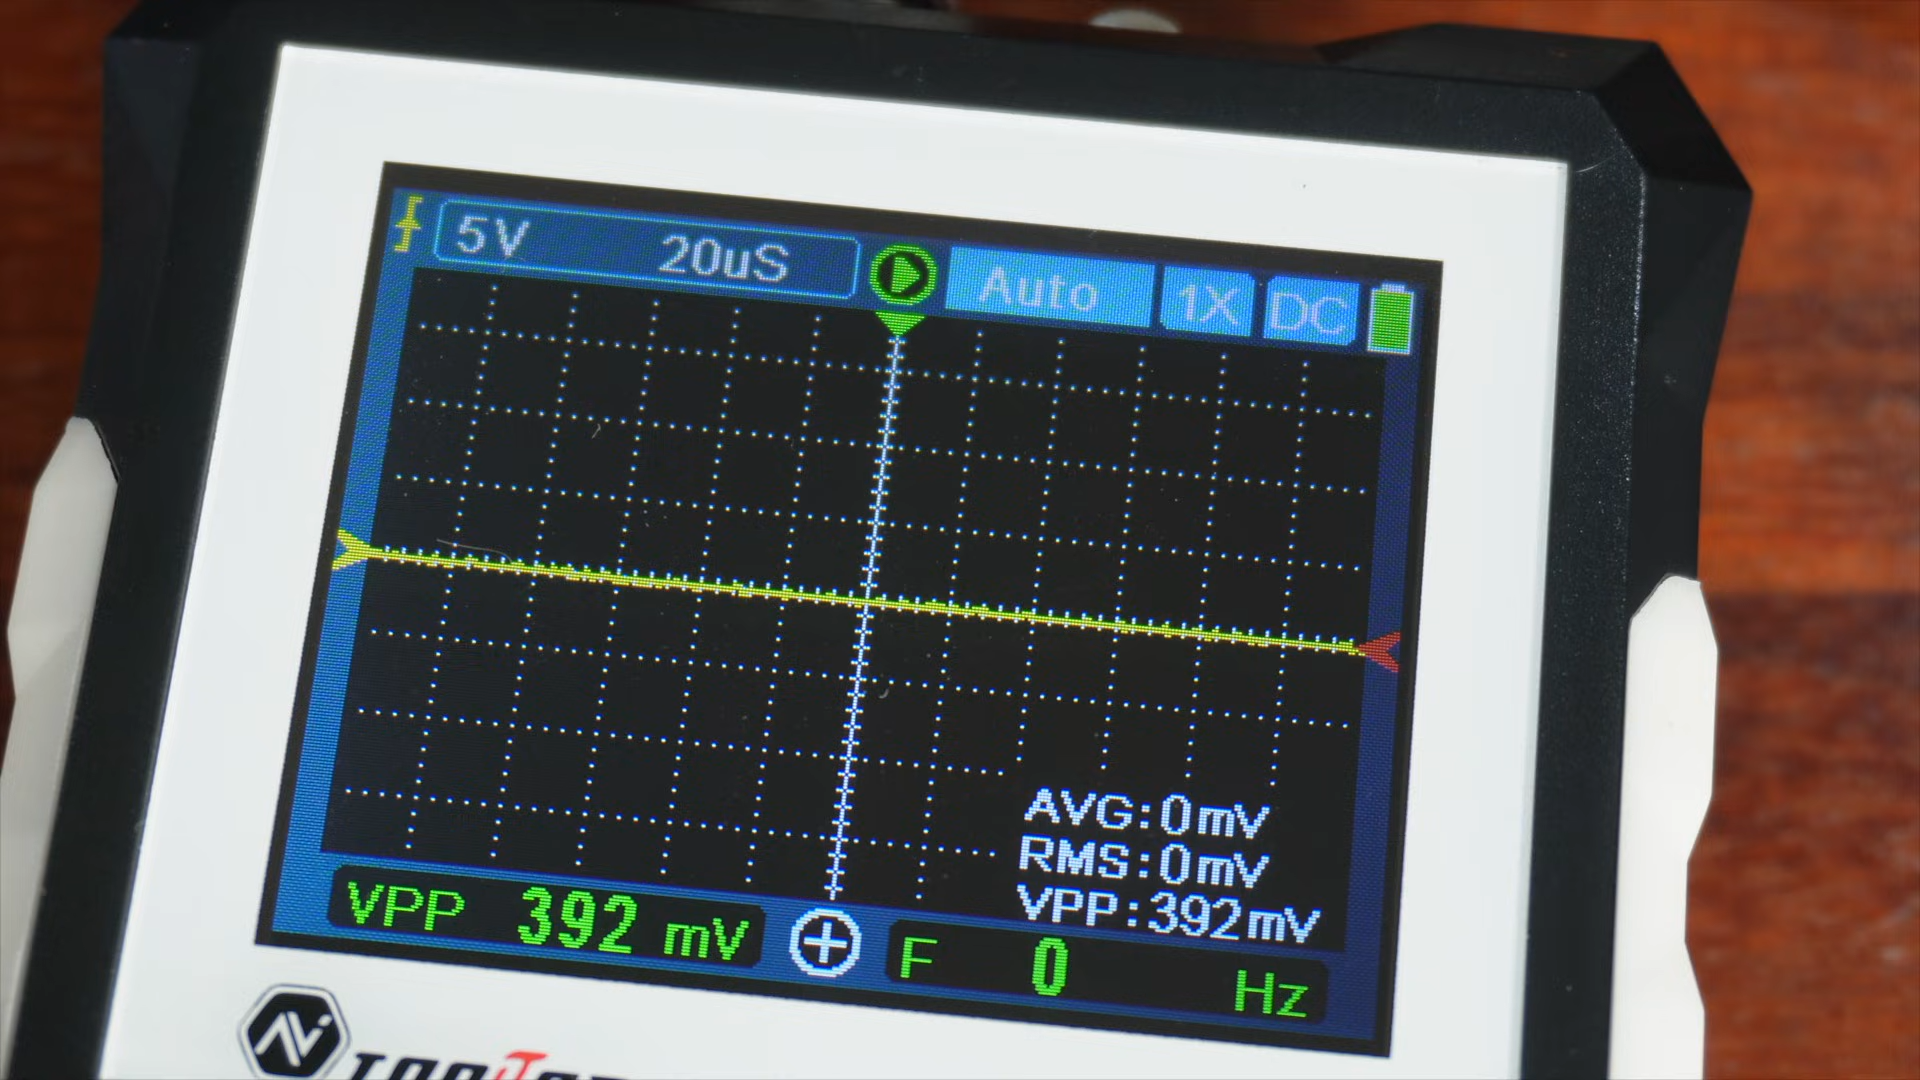 5V 20uS Auto 1X DC
AVG:0mV
RMS:0mV
VPP:392mV
VPP 392 mV F 0 Hz